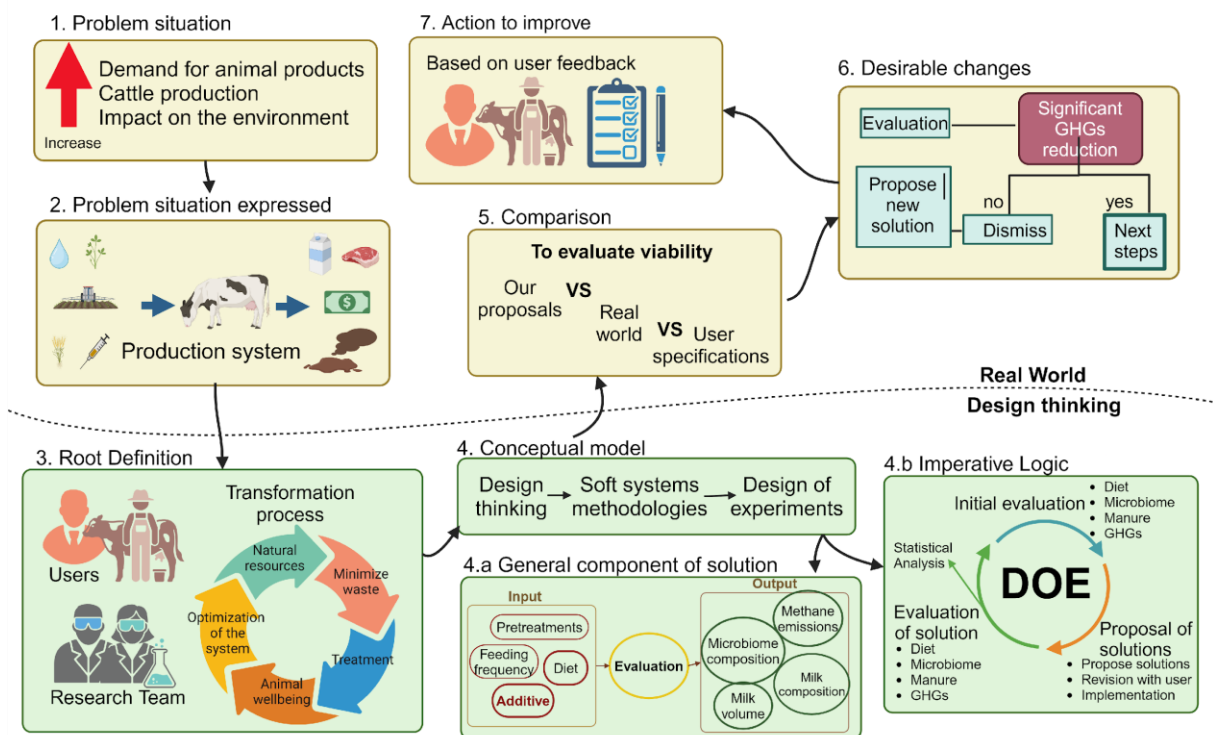 1. Problem situation
Demand for animal products
Cattle production
Impact on the environment
Increase
2. Problem situation expressed
$
Production system
7. Action to improve
Based on user feedback
6. Desirable changes
Evaluation
Significant
GHGs
reduction
Propose
new
solution
no
yes
Dismiss
Next
steps
5. Comparison
To evaluate viability
Our
proposals
VS
Real
world
VS
User
specifications
Real World
Design thinking
3. Root Definition
Users
Research Team
Transformation
process
Natural
resources
Minimize
waste
Treatment
Animal
wellbeing
Optimization
of the
system
4. Conceptual model
Design
thinking
Soft systems
methodologies
Design of
experiments
4.a General component of solution
Input
Pretreatments
Feeding
frequency
Diet
Additive
Evaluation
Output
Methane
emissions
Microbiome
composition
Milk
composition
Milk
volume
4.b Imperative Logic
Initial evaluation
• Diet
• Microbiome
• Manure
• GHGs
Statistical
Analysis
DOE
Evaluation
of solution
• Diet
• Microbiome
• Manure
• GHGs
Proposal of
solutions
• Propose solutions
• Revision with user
• Implementation